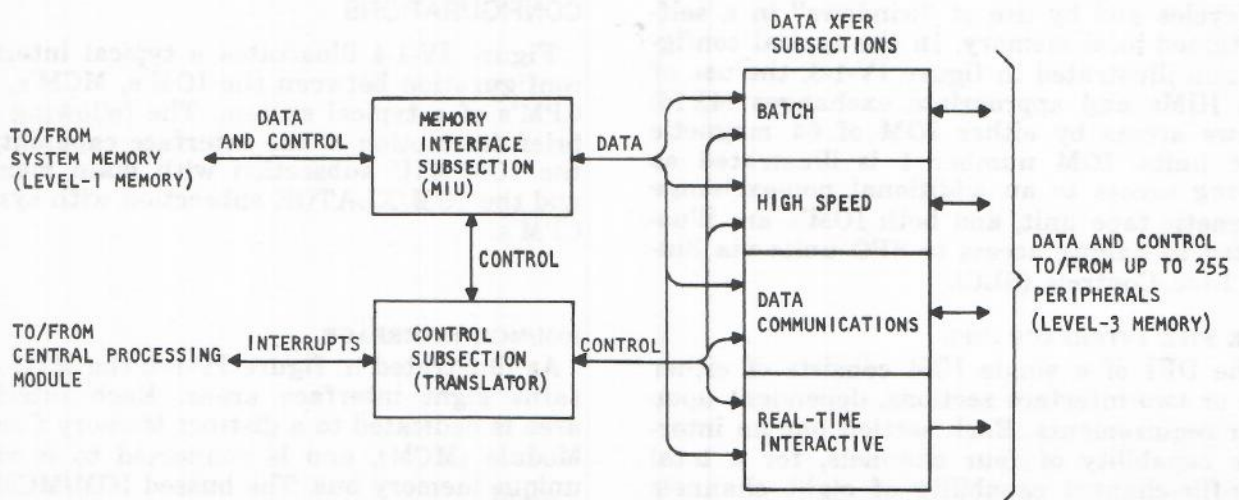 CONFIGURATIONS
DATA XFER
SUBSECTIONS
TO/FROM
SYSTEM MEMORY
(LEVEL-1 MEMORY)
DATA
AND CONTROL
MEMORY
INTERFACE
SUBSECTION
(MIU)
DATA
BATCH
HIGH SPEED
CONTROL
DATA AND CONTROL
TO/FROM UP TO 255
PERIPHERALS
(LEVEL-3 MEMORY)
TO/FROM
CENTRAL PROCESSING
MODULE
INTERRUPTS
CONTROL
SUBSECTION
(TRANSLATOR)
CONTROL
DATA
COMMUNICATIONS
REAL-TIME
INTERACTIVE